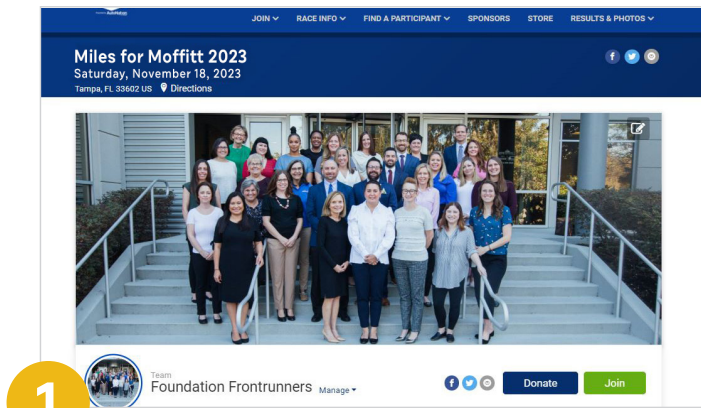 AutoNation
JOIN RACE INFO FIND A PARTICIPANT SPONSORS STORE RESULTS & PHOTOS
Miles for Moffitt 2023
Saturday, November 18, 2023
Tampa, FL 33602 US Directions
Team
Foundation Frontrunners Manage
Donate Join
1